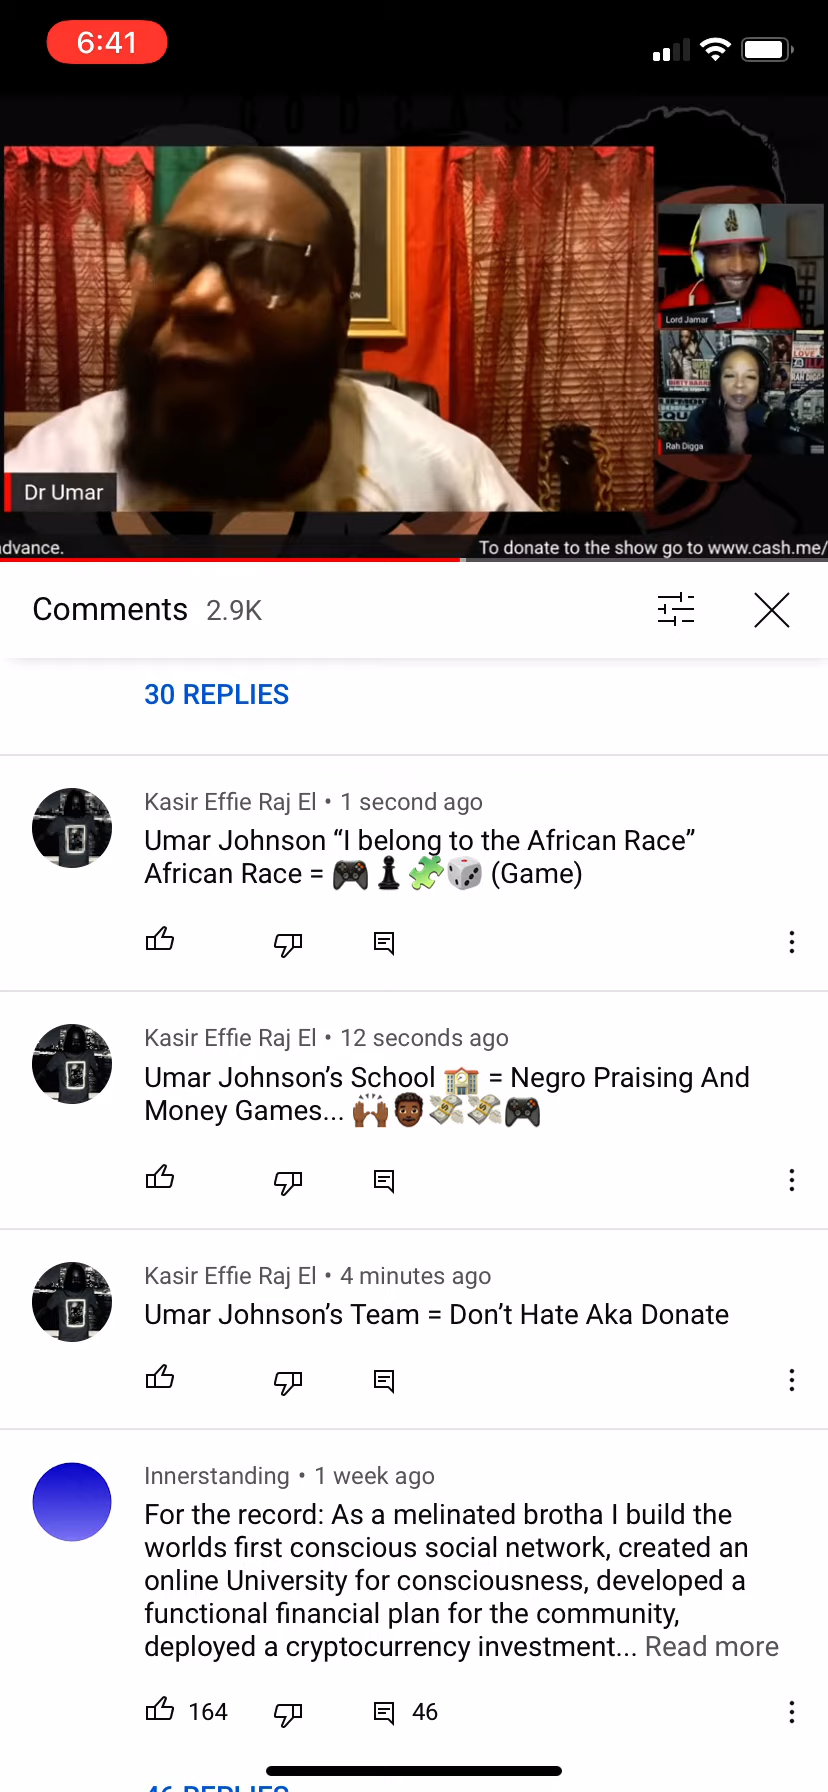 6:41
GODCAST
Lord Jamar
Rah Digga
Dr Umar
dvance.
To donate to the show go to www.cash.me/
Comments 2.9K
30 REPLIES
Kasir Effie Raj El • 1 second ago
Umar Johnson “I belong to the African Race”
African Race = 🎮♟🧩🎲 (Game)
Kasir Effie Raj El • 12 seconds ago
Umar Johnson’s School 🏫 = Negro Praising And
Money Games... 🙌🏾👨🏾💸💸🎮
Kasir Effie Raj El • 4 minutes ago
Umar Johnson’s Team = Don’t Hate Aka Donate
Innerstanding • 1 week ago
For the record: As a melinated brotha I build the
worlds first conscious social network, created an
online University for consciousness, developed a
functional financial plan for the community,
deployed a cryptocurrency investment... Read more
164 46
46 REPLIES